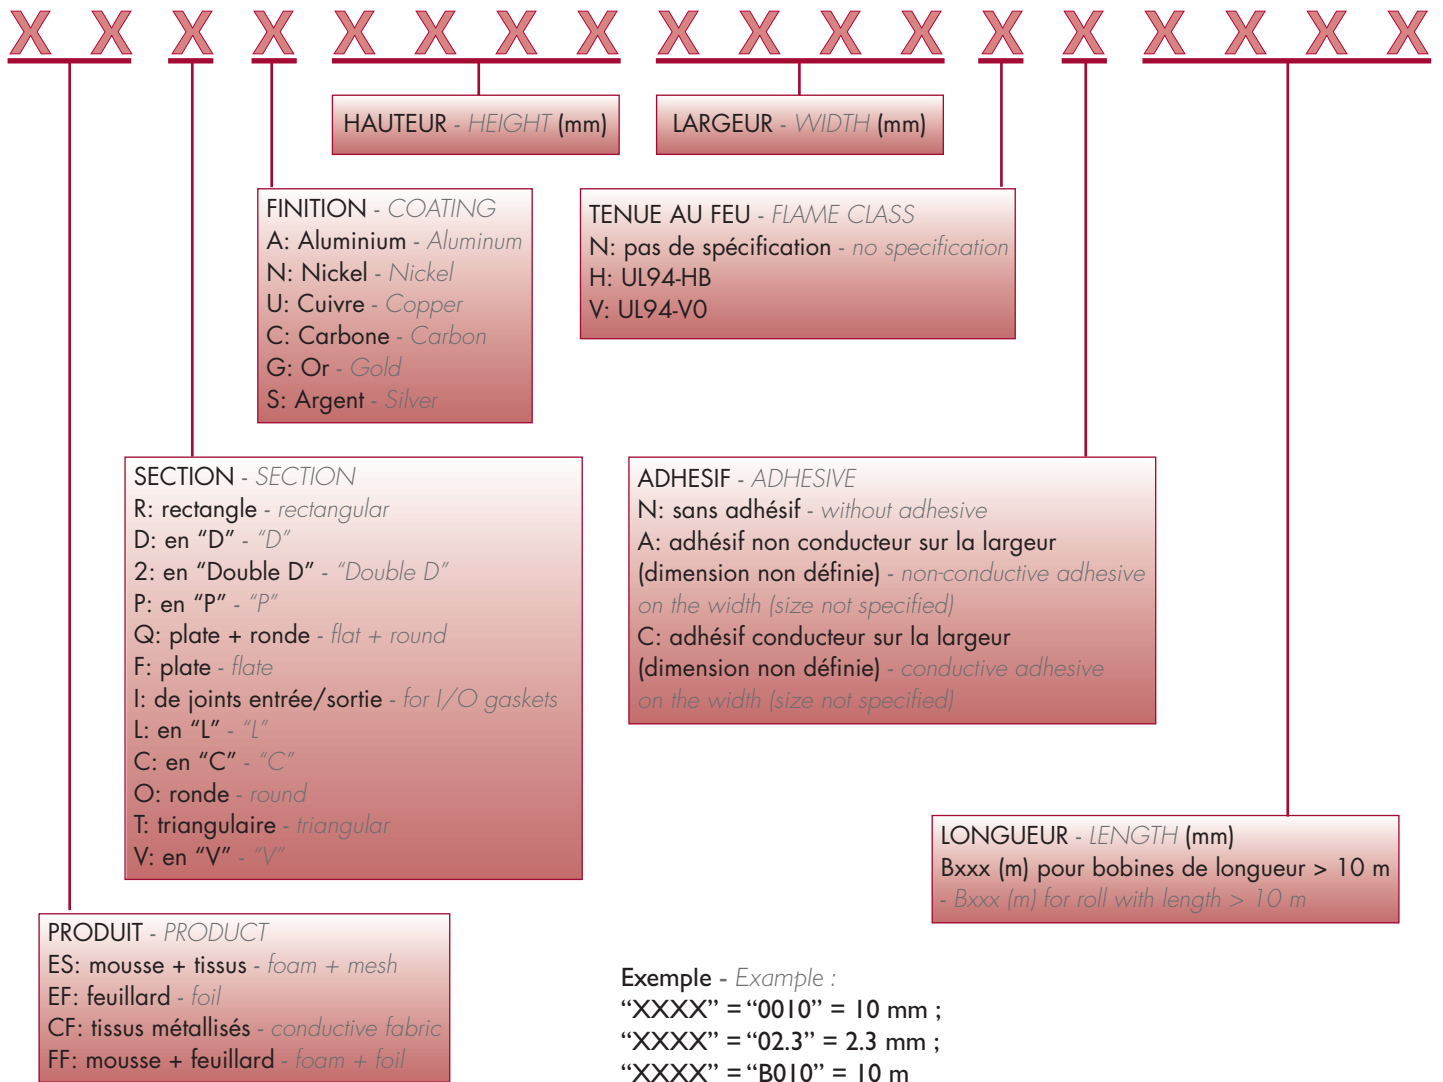 X X X X X X X X X X X X X X X X X X
HAUTEUR - HEIGHT (mm)
LARGEUR - WIDTH (mm)
FINITION - COATING
A: Aluminium - Aluminum
N: Nickel - Nickel
U: Cuivre - Copper
C: Carbone - Carbon
G: Or - Gold
S: Argent - Silver
TENUE AU FEU - FLAME CLASS
N: pas de spécification - no specification
H: UL94-HB
V: UL94-V0
SECTION - SECTION
R: rectangle - rectangular
D: en “D” - “D”
2: en “Double D” - “Double D”
P: en “P” - “P”
Q: plate + ronde - flat + round
F: plate - flate
I: de joints entrée/sortie - for I/O gaskets
L: en “L” - “L”
C: en “C” - “C”
O: ronde - round
T: triangulaire - triangular
V: en “V” - “V”
ADHESIF - ADHESIVE
N: sans adhésif - without adhesive
A: adhésif non conducteur sur la largeur
(dimension non définie) - non-conductive adhesive
on the width (size not specified)
C: adhésif conducteur sur la largeur
(dimension non définie) - conductive adhesive
on the width (size not specified)
LONGUEUR - LENGTH (mm)
Bxxx (m) pour bobines de longueur > 10 m
- Bxxx (m) for roll with length > 10 m
PRODUIT - PRODUCT
ES: mousse + tissus - foam + mesh
EF: feuillard - foil
CF: tissus métallisés - conductive fabric
FF: mousse + feuillard - foam + foil
Exemple - Example :
“XXXX” = “0010” = 10 mm ;
“XXXX” = “02.3” = 2.3 mm ;
“XXXX” = “B010” = 10 m